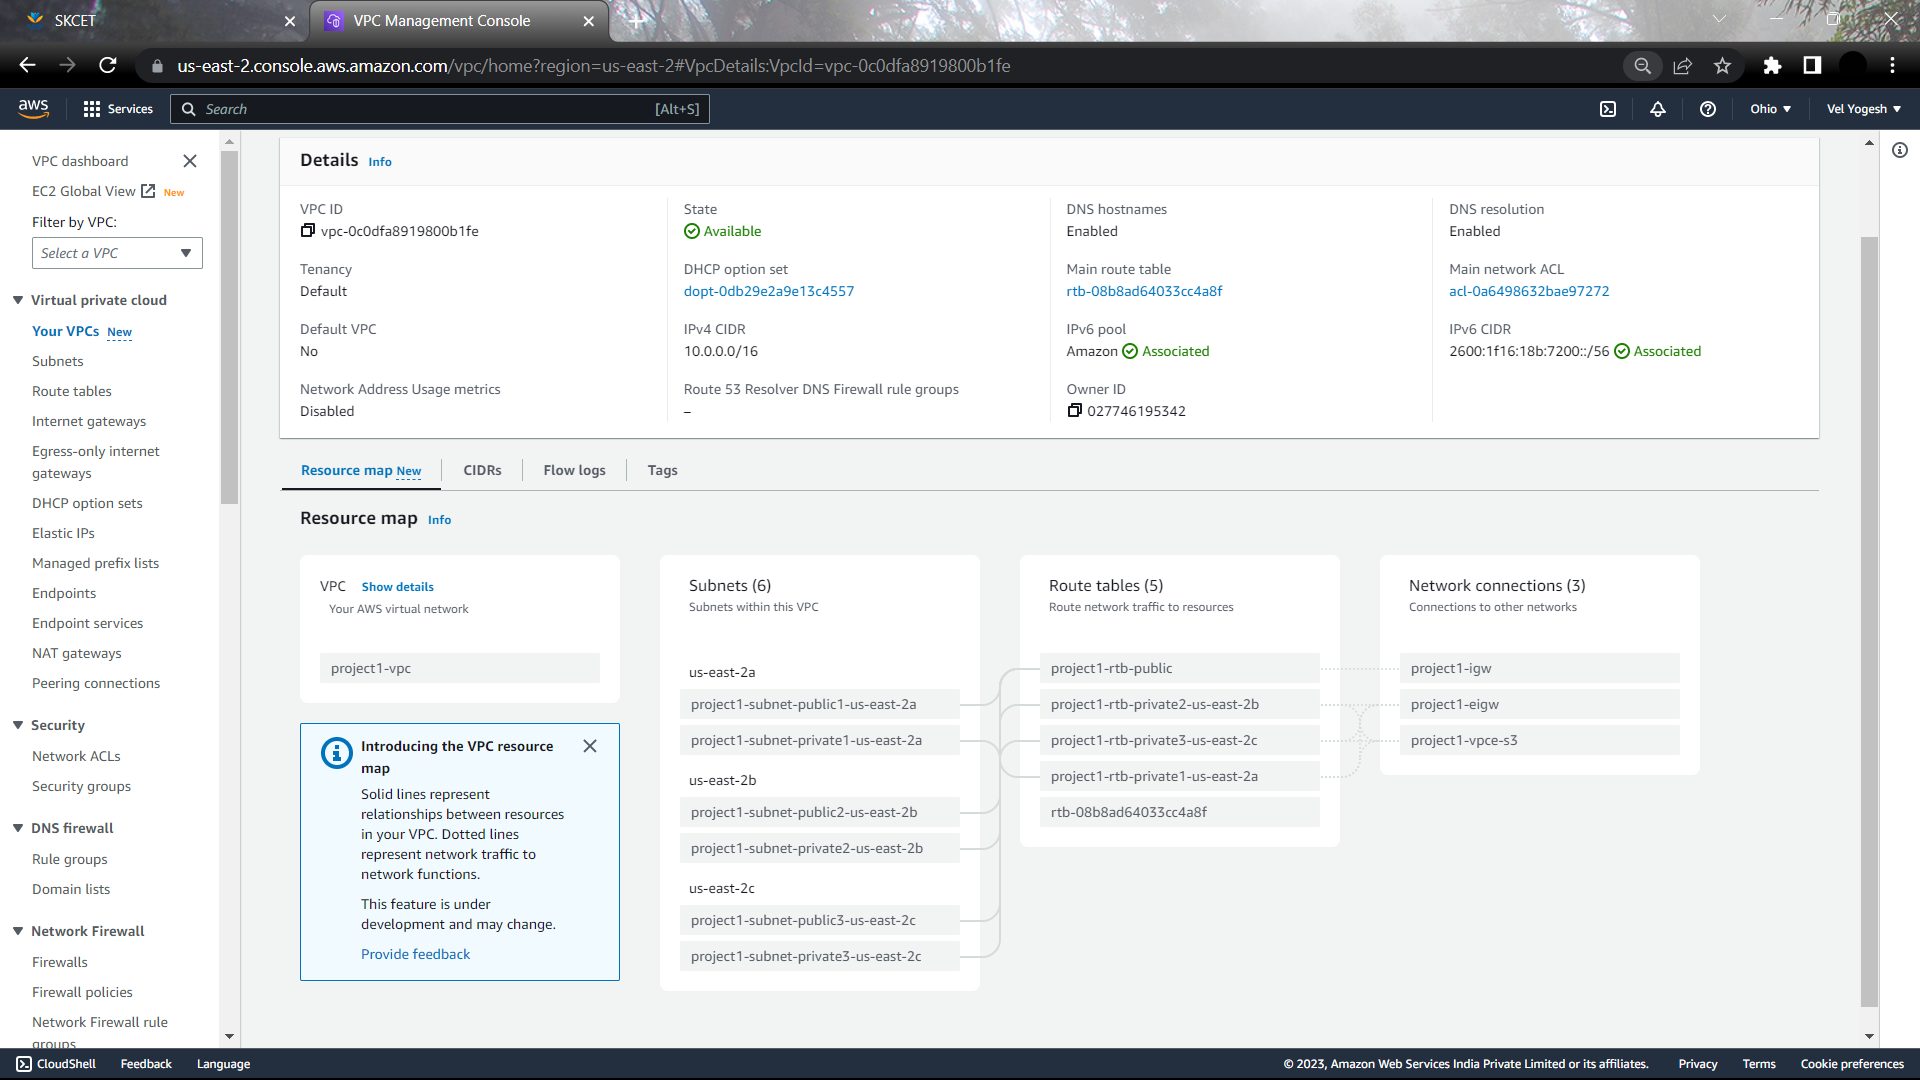 SKCET
VPC Management Console
us-east-2.console.aws.amazon.com/vpc/home?region=us-east-2#VpcDetails:VpcId=vpc-0c0dfa8919800b1fe
aws
Services
Search
[Alt+S]
Ohio
Vel Yogesh
VPC dashboard
EC2 Global View New
Filter by VPC:
Select a VPC
Virtual private cloud
Your VPCs New
Subnets
Route tables
Internet gateways
Egress-only internet
gateways
DHCP option sets
Elastic IPs
Managed prefix lists
Endpoints
Endpoint services
NAT gateways
Peering connections
Security
Network ACLs
Security groups
DNS firewall
Rule groups
Domain lists
Network Firewall
Firewalls
Firewall policies
Network Firewall rule
groups
Details Info
VPC ID
vpc-0c0dfa8919800b1fe
State
Available
DNS hostnames
Enabled
DNS resolution
Enabled
Tenancy
Default
DHCP option set
dopt-0db29e2a9e13c4557
Main route table
rtb-08b8ad64033cc4a8f
Main network ACL
acl-0a6498632bae97272
Default VPC
No
IPv4 CIDR
10.0.0.0/16
IPv6 pool
Amazon Associated
IPv6 CIDR
2600:1f16:18b:7200::/56 Associated
Network Address Usage metrics
Disabled
Route 53 Resolver DNS Firewall rule groups
–
Owner ID
027746195342
Resource map New
CIDRs
Flow logs
Tags
Resource map Info
VPC Show details
Your AWS virtual network
project1-vpc
Introducing the VPC resource
map
Solid lines represent
relationships between resources
in your VPC. Dotted lines
represent network traffic to
network functions.
This feature is under
development and may change.
Provide feedback
Subnets (6)
Subnets within this VPC
us-east-2a
project1-subnet-public1-us-east-2a
project1-subnet-private1-us-east-2a
us-east-2b
project1-subnet-public2-us-east-2b
project1-subnet-private2-us-east-2b
us-east-2c
project1-subnet-public3-us-east-2c
project1-subnet-private3-us-east-2c
Route tables (5)
Route network traffic to resources
project1-rtb-public
project1-rtb-private2-us-east-2b
project1-rtb-private3-us-east-2c
project1-rtb-private1-us-east-2a
rtb-08b8ad64033cc4a8f
Network connections (3)
Connections to other networks
project1-igw
project1-eigw
project1-vpce-s3
CloudShell
Feedback
Language
© 2023, Amazon Web Services India Private Limited or its affiliates.
Privacy
Terms
Cookie preferences